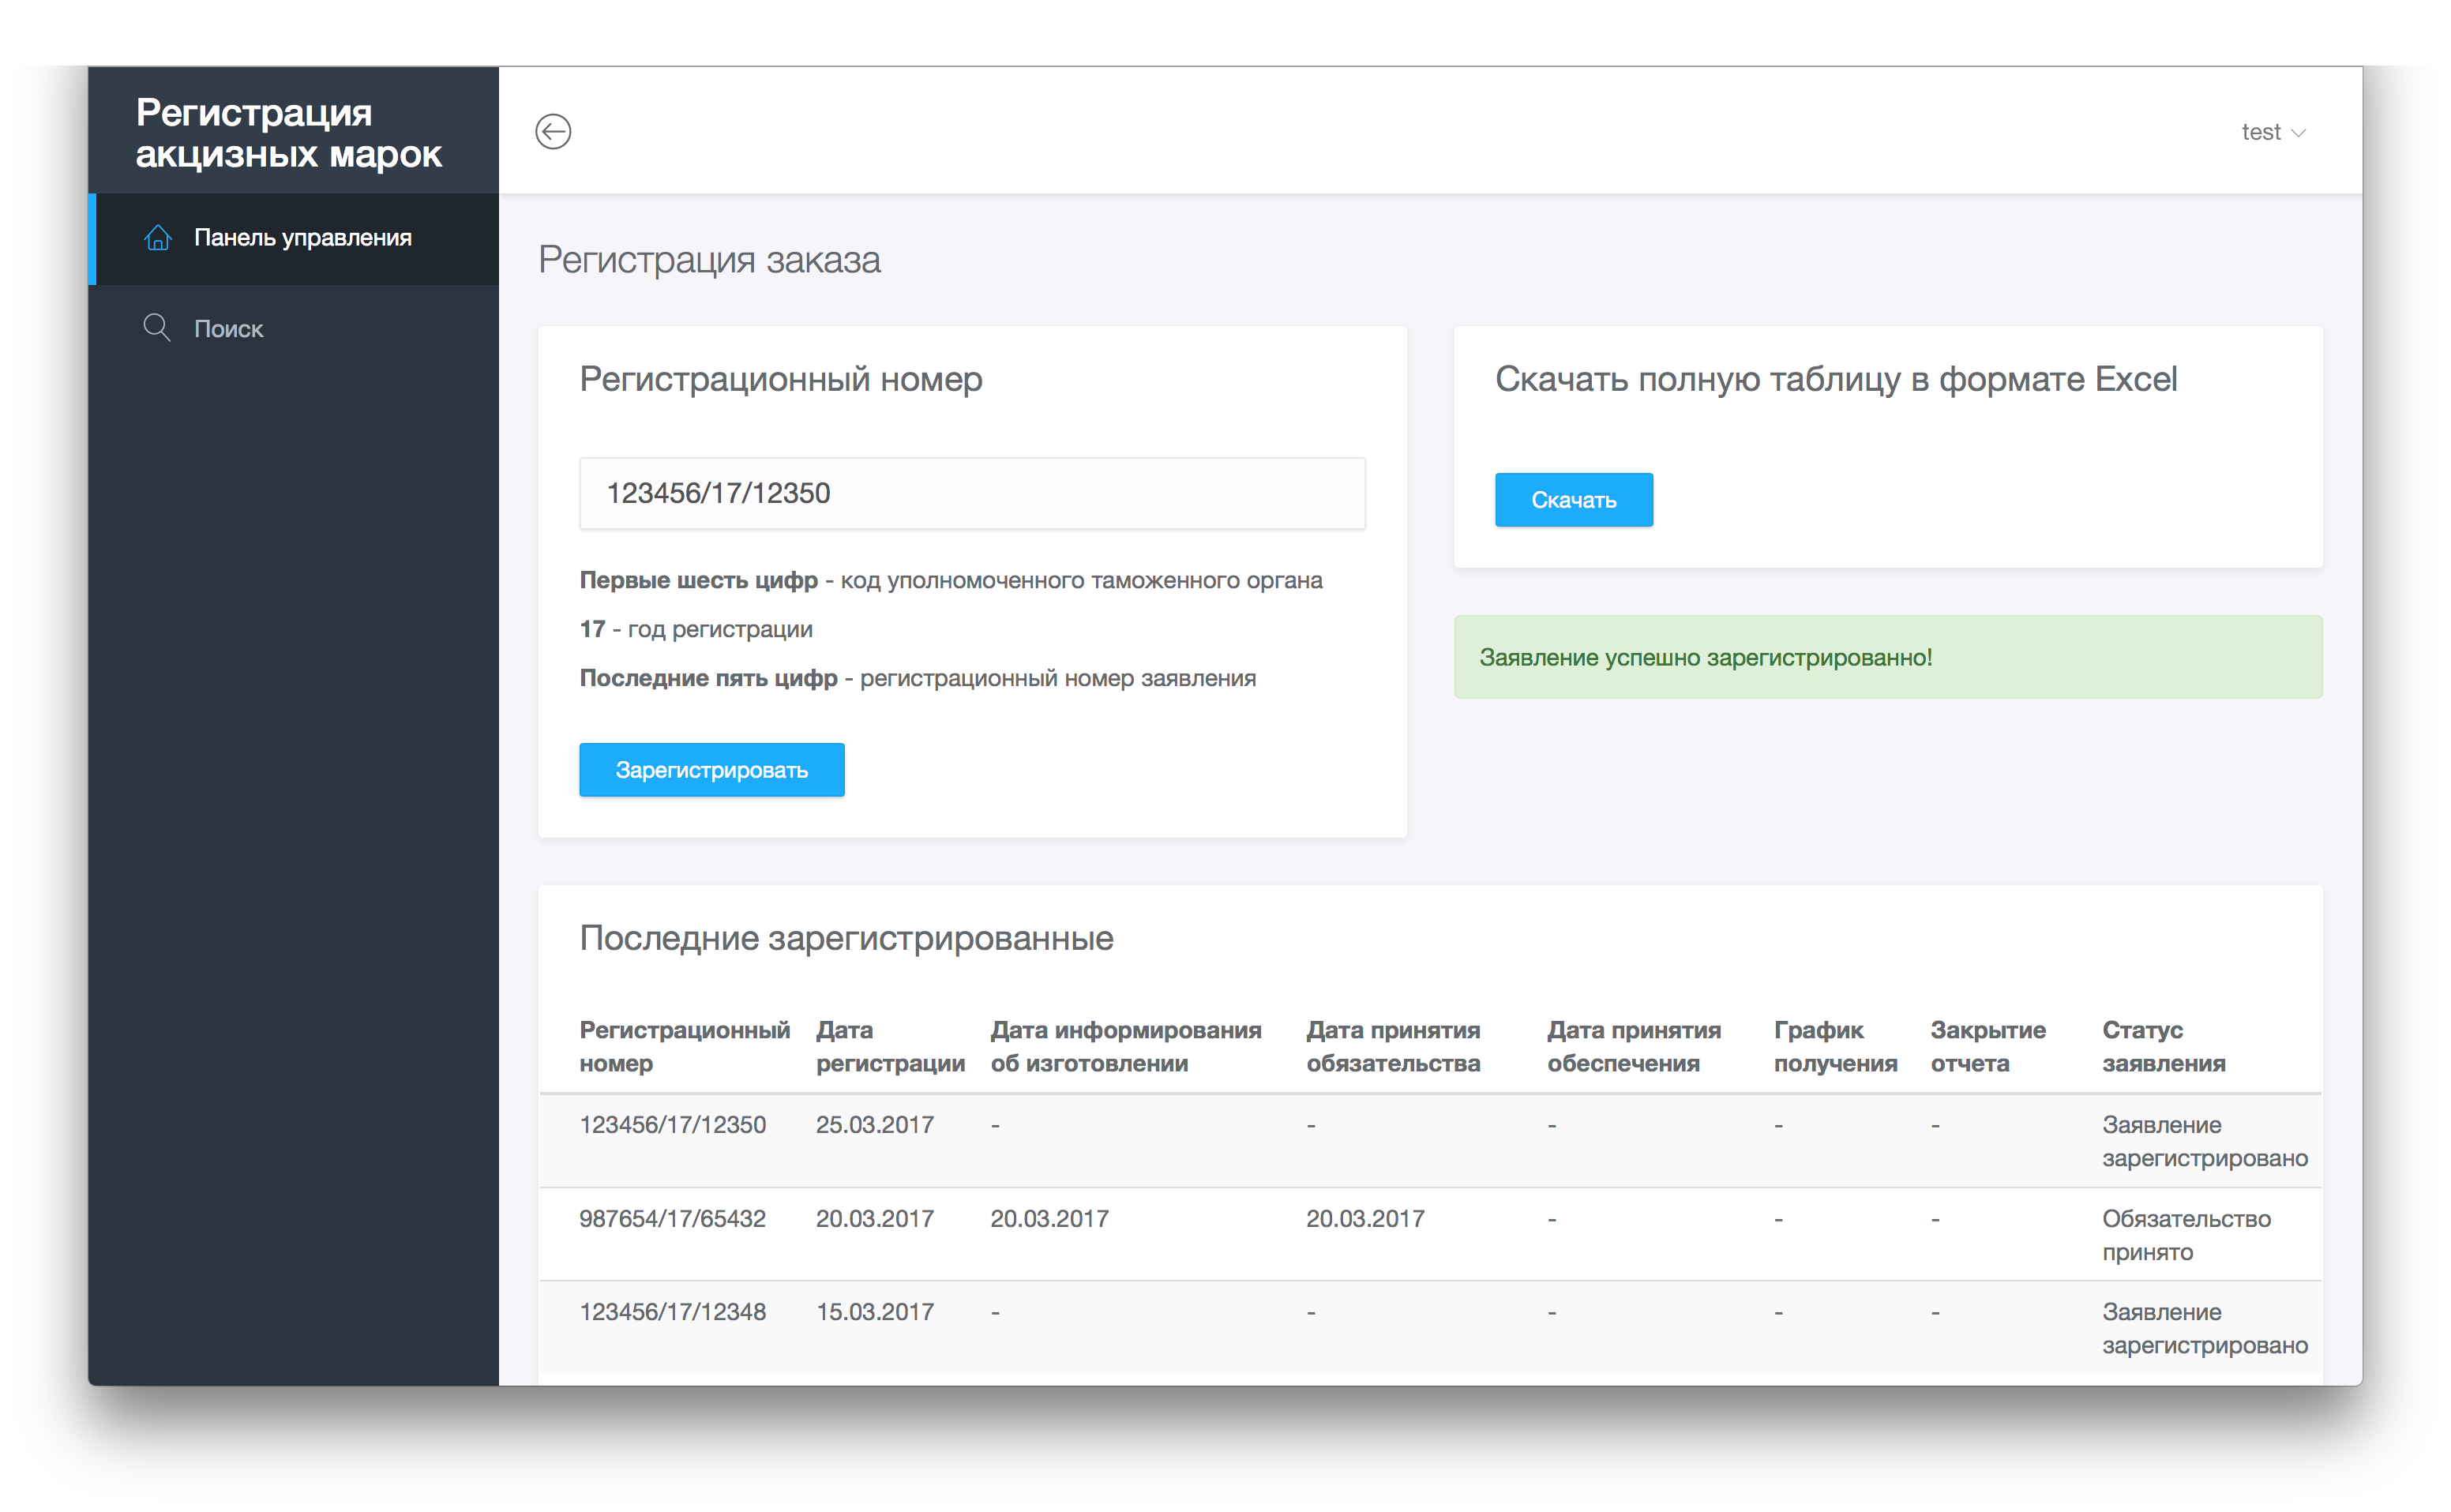 Регистрация
акцизных марок
test
Панель управления
Поиск
Регистрация заказа
Регистрационный номер
123456/17/12350
Первые шесть цифр - код уполномоченного таможенного органа
17 - год регистрации
Последние пять цифр - регистрационный номер заявления
Зарегистрировать
Скачать полную таблицу в формате Excel
Скачать
Заявление успешно зарегистрированно!
Последние зарегистрированные
Регистрационный номер
Дата регистрации
Дата информирования об изготовлении
Дата принятия обязательства
Дата принятия обеспечения
График получения
Закрытие отчета
Статус заявления
123456/17/12350 25.03.2017 - - - - - Заявление зарегистрировано
987654/17/65432 20.03.2017 20.03.2017 20.03.2017 - - - Обязательство принято
123456/17/12348 15.03.2017 - - - - - Заявление зарегистрировано